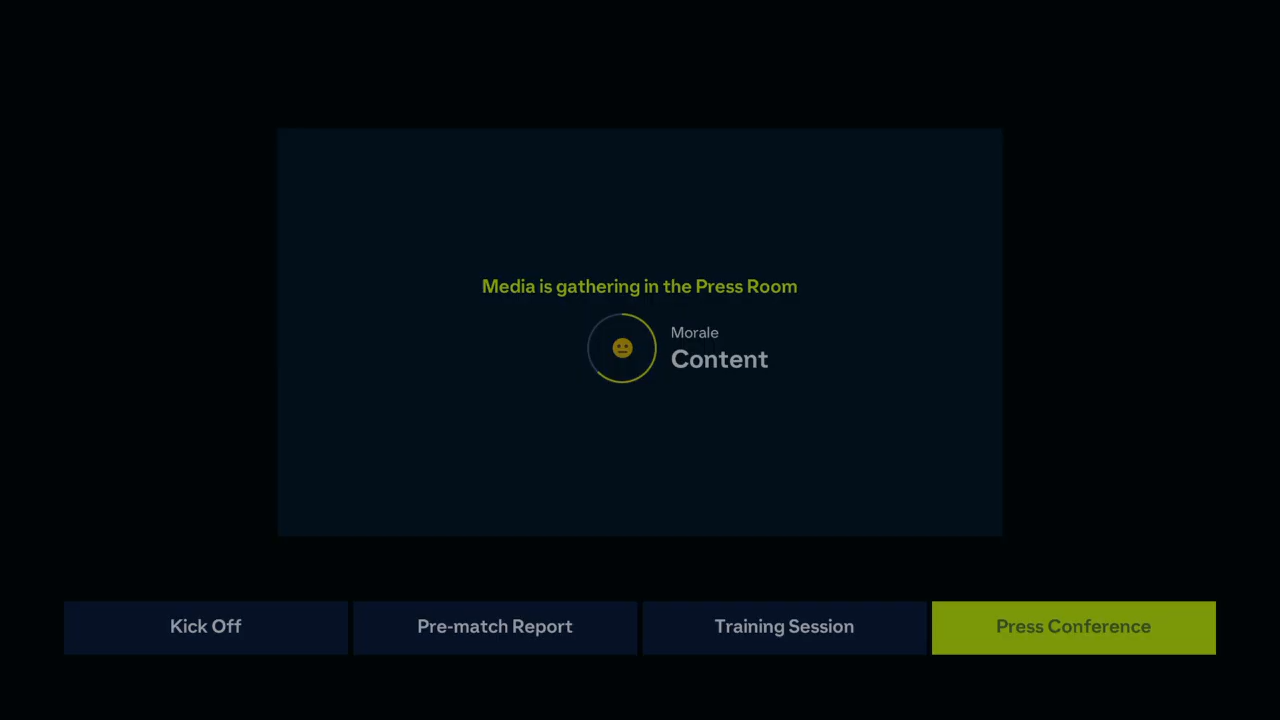 Media is gathering in the Press Room
Morale
Content
Kick Off
Pre-match Report
Training Session
Press Conference